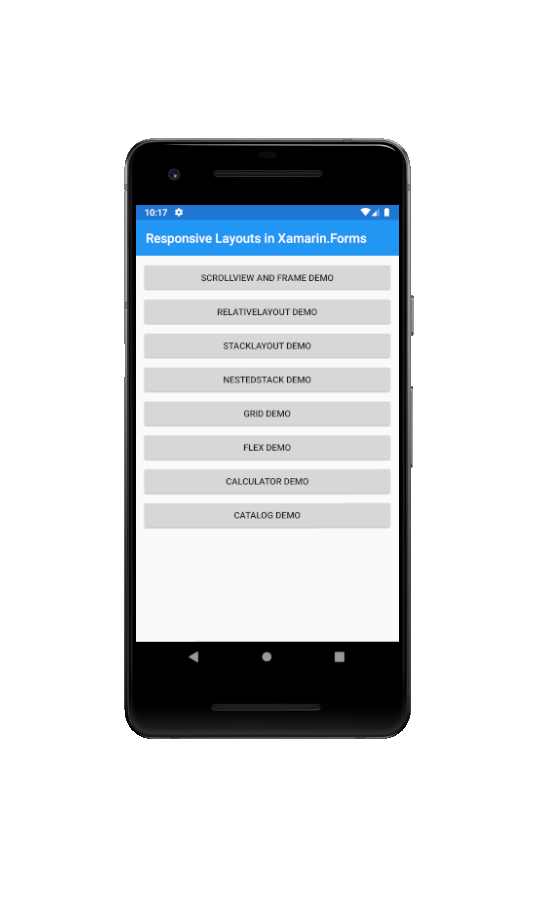 10:17
Responsive Layouts in Xamarin.Forms
SCROLLVIEW AND FRAME DEMO
RELATIVELAYOUT DEMO
STACKLAYOUT DEMO
NESTEDSTACK DEMO
GRID DEMO
FLEX DEMO
CALCULATOR DEMO
CATALOG DEMO